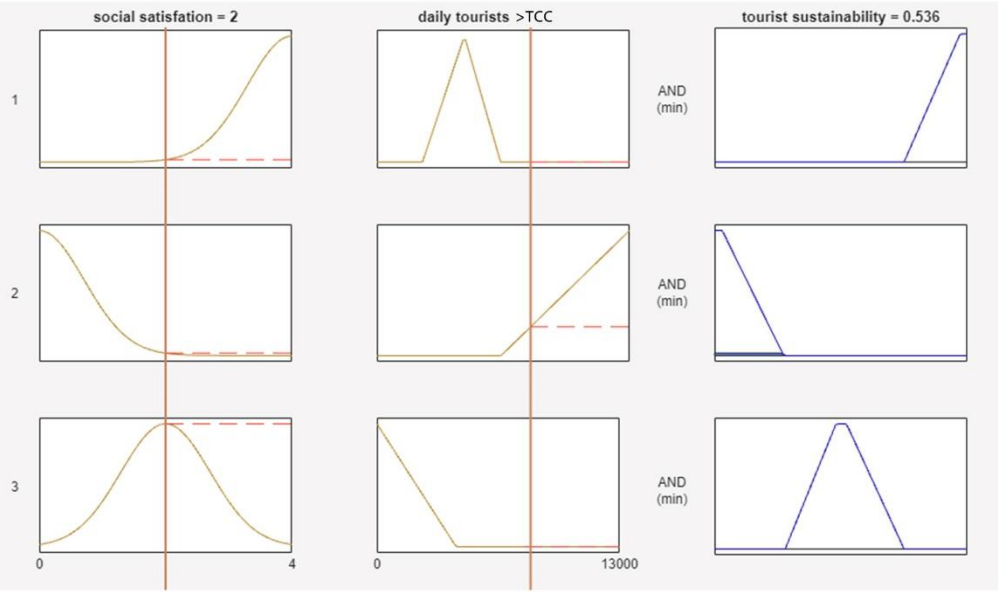 social satisfation = 2
daily tourists >TCC
tourist sustainability = 0.536
1
AND
(min)
2
AND
(min)
3
AND
(min)
0
4
0
13000